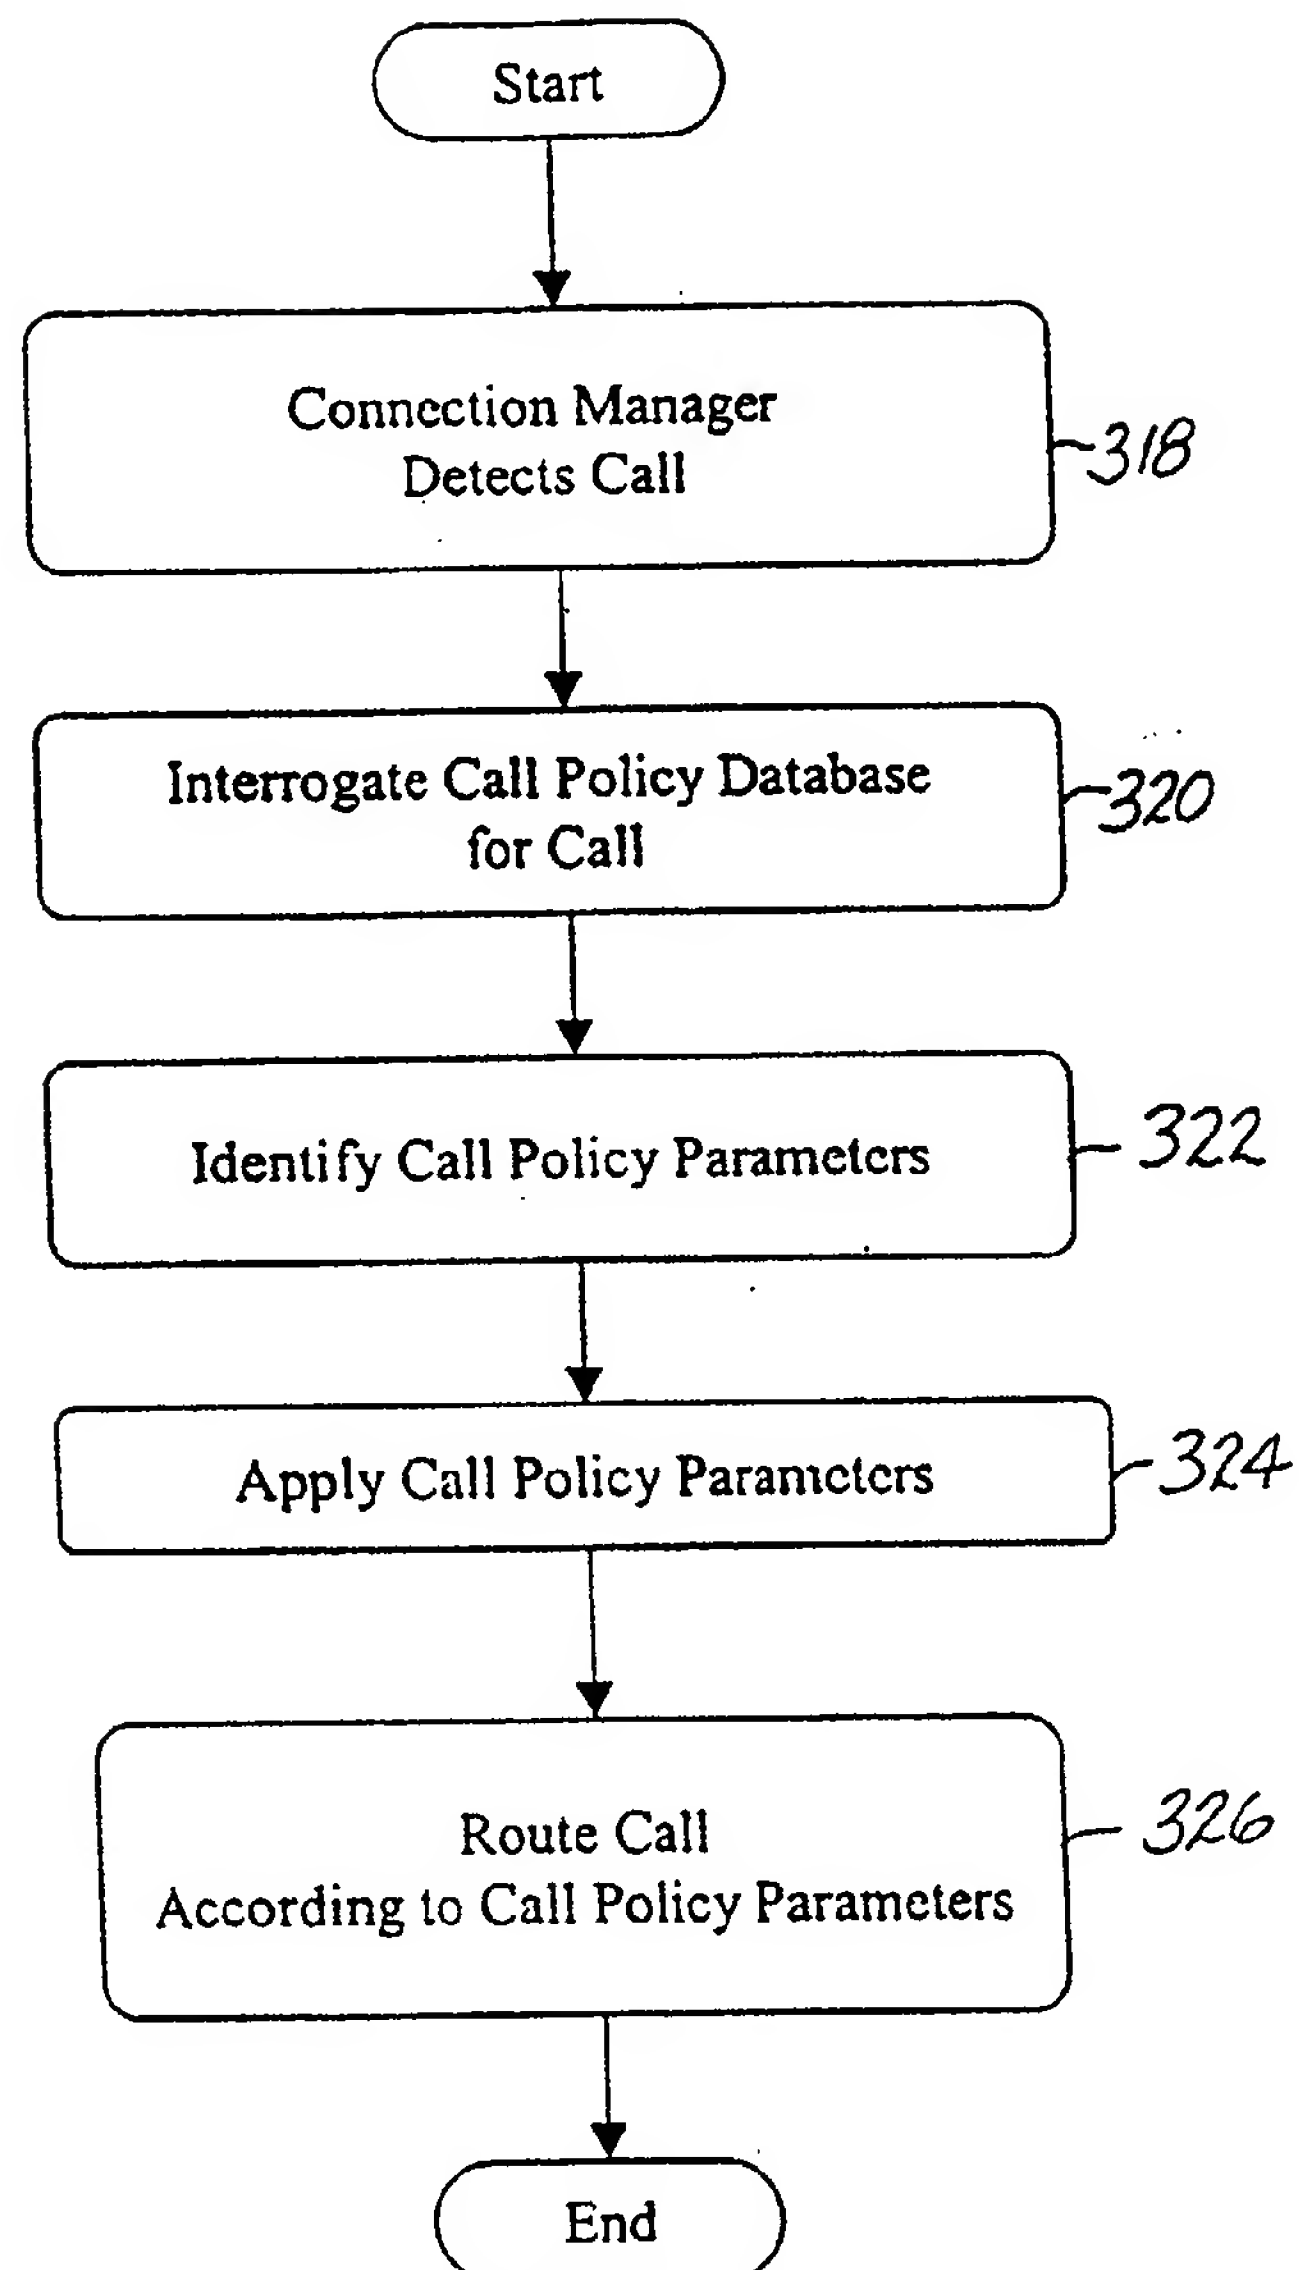 Start
Connection Manager
Detects Call
318
Interrogate Call Policy Database
for Call
320
Identify Call Policy Parameters
322
Apply Call Policy Parameters
324
Route Call
According to Call Policy Parameters
326
End